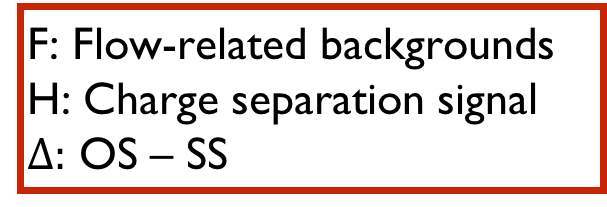 F: Flow-related backgrounds
H: Charge separation signal
Δ: OS – SS